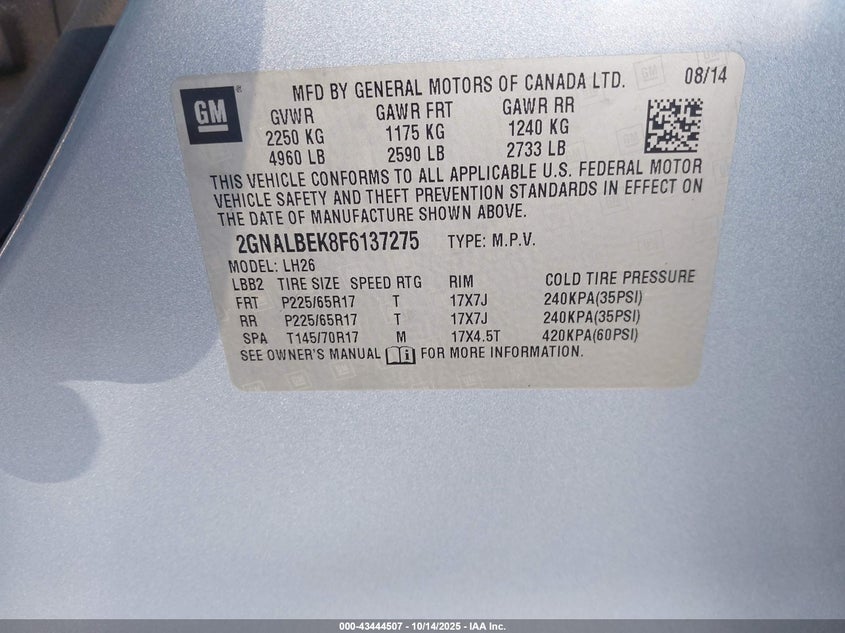 GM ® MFD BY GENERAL MOTORS OF CANADA LTD. 08/14
GVWR GAWR FRT GAWR RR
2250 KG 1175 KG 1240 KG
4960 LB 2590 LB 2733 LB
THIS VEHICLE CONFORMS TO ALL APPLICABLE U.S. FEDERAL MOTOR
VEHICLE SAFETY AND THEFT PREVENTION STANDARDS IN EFFECT ON
THE DATE OF MANUFACTURE SHOWN ABOVE.
2GNALBEK8F6137275 TYPE: M.P.V.
MODEL: LH26
LBB2 TIRE SIZE SPEED RTG RIM COLD TIRE PRESSURE
FRT P225/65R17 T 17X7J 240KPA(35PSI)
RR P225/65R17 T 17X7J 240KPA(35PSI)
SPA T145/70R17 M 17X4.5T 420KPA(60PSI)
SEE OWNER'S MANUAL i FOR MORE INFORMATION.
000-43444507 - 10/14/2025 - IAA Inc.